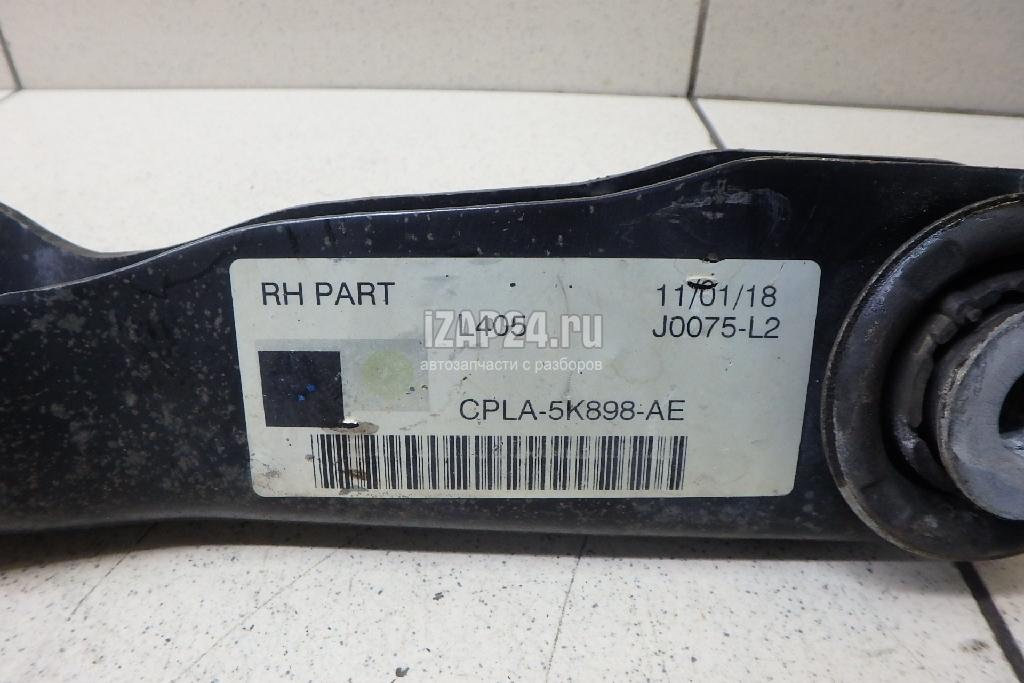 RH PART
11/01/18
L405
J0075-L2
iZAP24.ru
автозапчасти с разборов
CPLA-5K898-AE